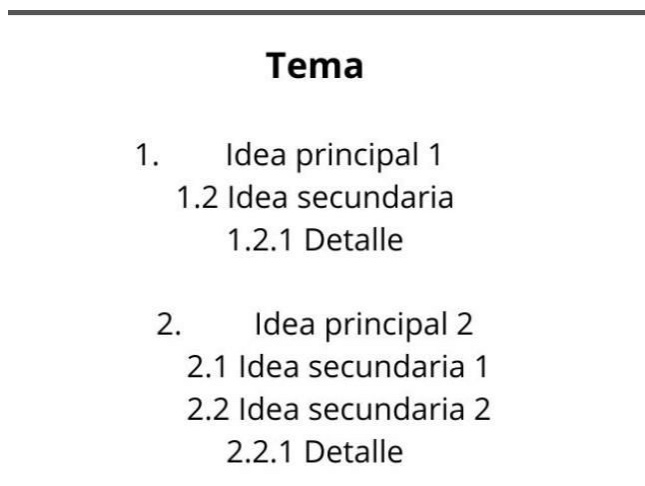 Tema
1. Idea principal 1
1.2 Idea secundaria
1.2.1 Detalle
2. Idea principal 2
2.1 Idea secundaria 1
2.2 Idea secundaria 2
2.2.1 Detalle